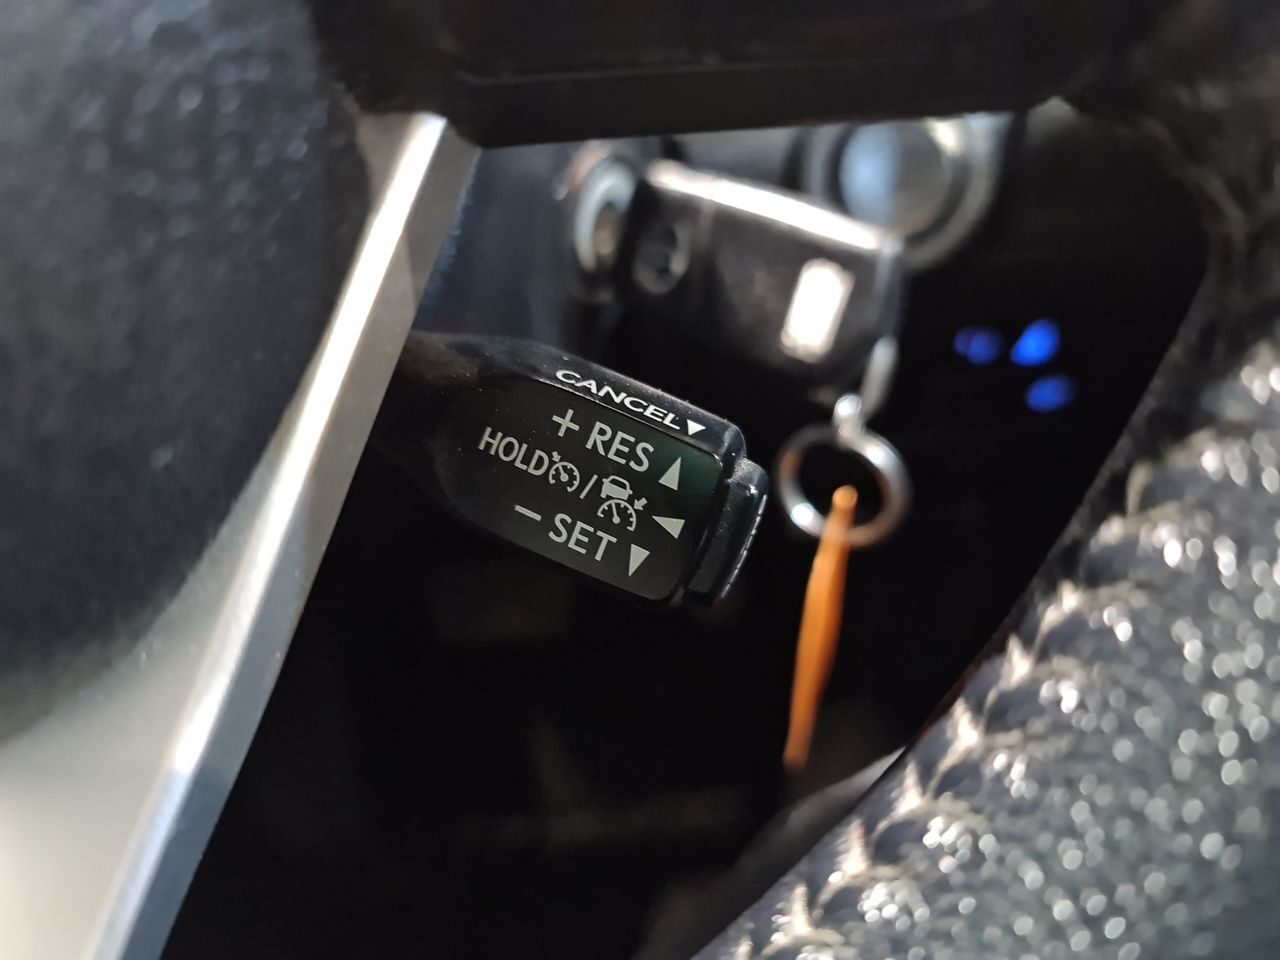 CANCEL▼
+ RES ▲
HOLD / ◀
− SET ▼